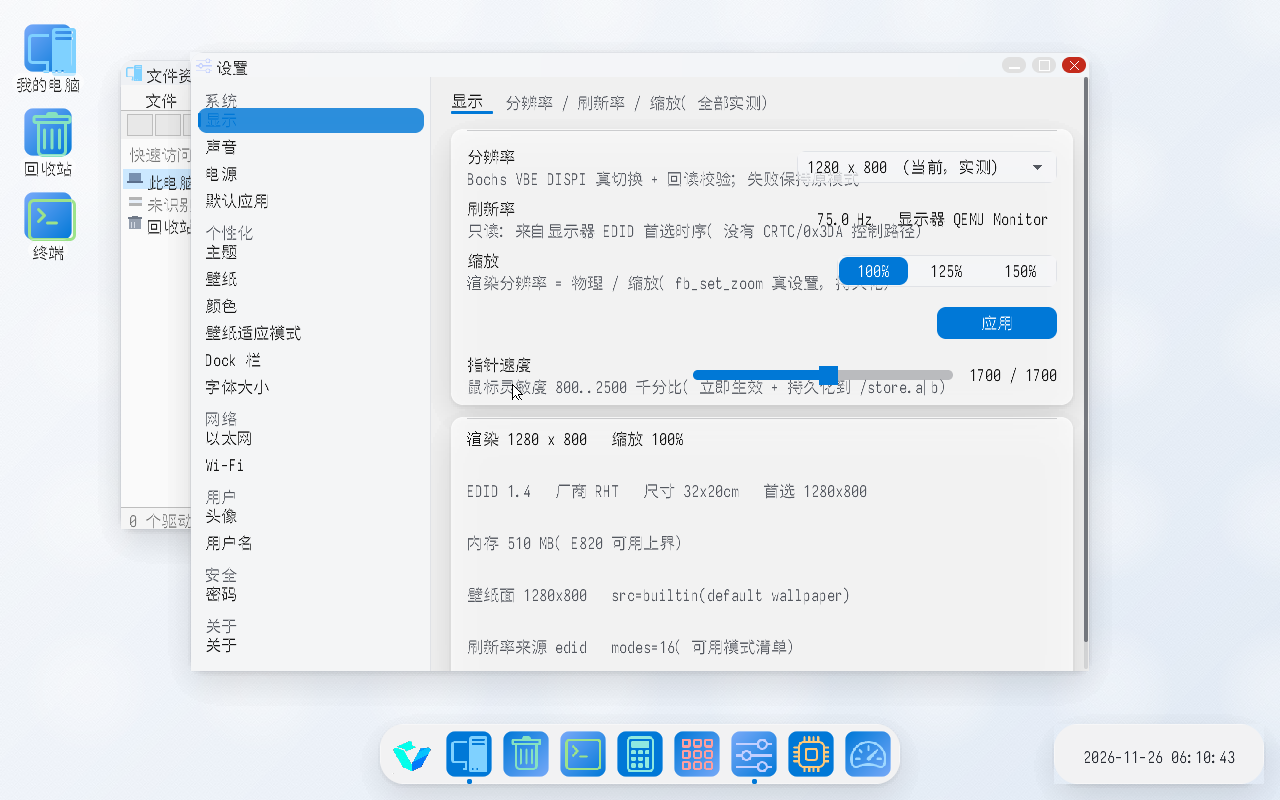 我的电脑
回收站
终端
文件资
文件
快速访问
此电脑
未识别
回收站
0 个驱动
设置
系统
显示
声音
电源
默认应用
个性化
主题
壁纸
颜色
壁纸适应模式
Dock 栏
字体大小
网络
以太网
Wi-Fi
用户
头像
用户名
安全
密码
关于
关于
显示 分辨率 / 刷新率 / 缩放( 全部实测)
分辨率
1280 x 800 (当前, 实测)
Bochs VBE DISPI 真切换 + 回读校验; 失败保持原模式
刷新率
75.0 Hz 显示器 QEMU Monitor
只读: 来自显示器 EDID 首选时序( 没有 CRTC/0x3DA 控制路径)
缩放
100% 125% 150%
渲染分辨率 = 物理 / 缩放( fb_set_zoom 真设置, 持久化)
应用
指针速度
1700 / 1700
鼠标灵敏度 800..2500 千分比( 立即生效 + 持久化到 /store.a b)
渲染 1280 x 800 缩放 100%
EDID 1.4 厂商 RHT 尺寸 32x20cm 首选 1280x800
内存 510 MB( E820 可用上界)
壁纸面 1280x800 src=builtin(default wallpaper)
刷新率来源 edid modes=16( 可用模式清单)
2026-11-26 06:10:43